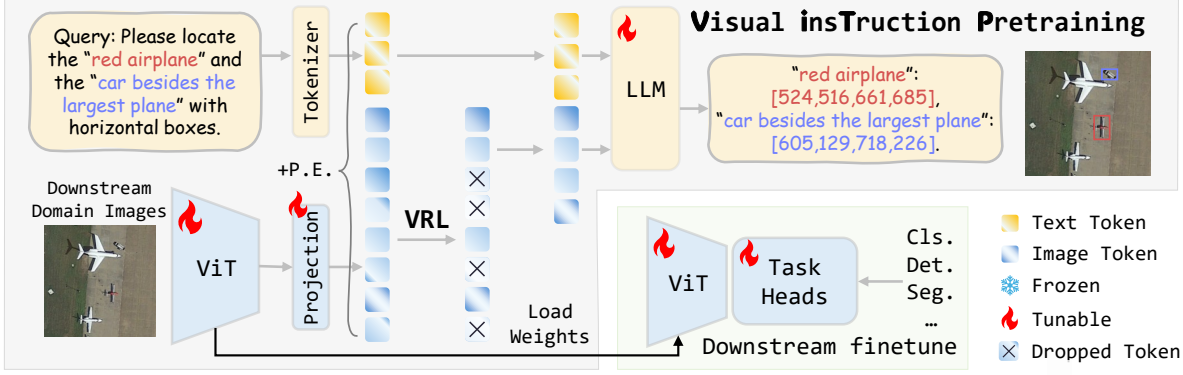 Visual insTruction Pretraining
Query: Please locate
the “red airplane” and
the “car besides the
largest plane” with
horizontal boxes.
Tokenizer
LLM
“red airplane”:
[524,516,661,685],
“car besides the largest plane”:
[605,129,718,226].
+P.E.
Downstream
Domain Images
ViT
Projection
VRL
Load
Weights
ViT
Task
Heads
Cls.
Det.
Seg.
…
Downstream finetune
Text Token
Image Token
Frozen
Tunable
Dropped Token